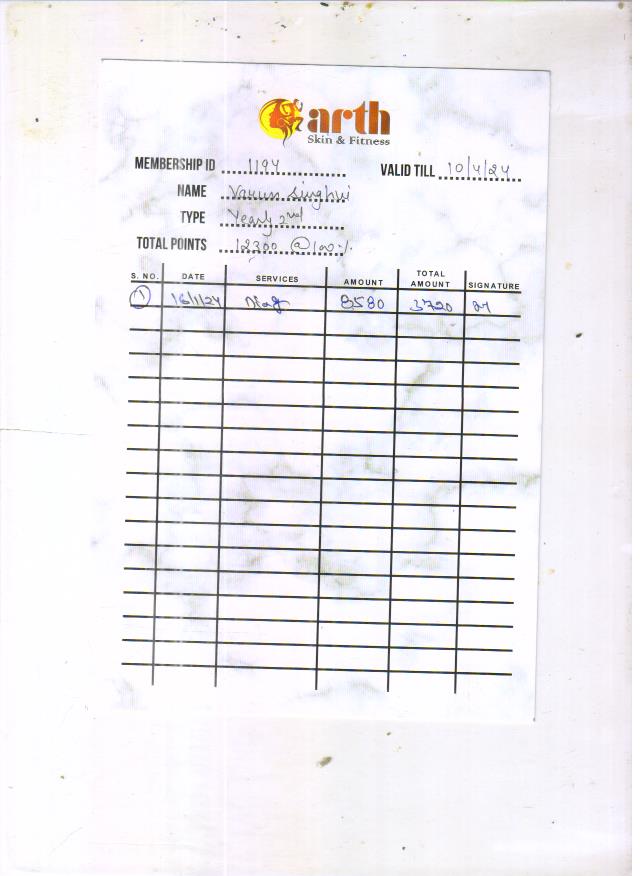 arth
Skin & Fitness
MEMBERSHIP ID 1194
VALID TILL 10/4/24
NAME Varun Singhvi
TYPE Yearly 2nd
TOTAL POINTS 12300 @100%
S. NO. DATE SERVICES AMOUNT TOTAL AMOUNT SIGNATURE
1 16/1/24 8580 3720